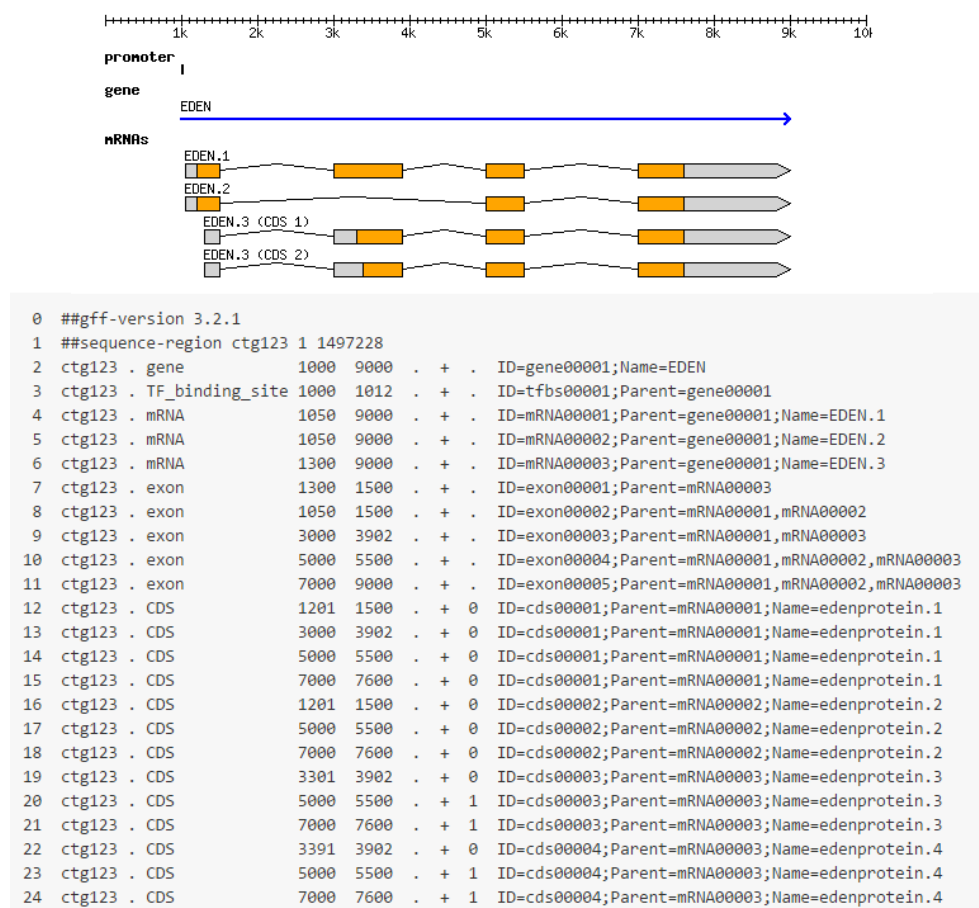 1k 2k 3k 4k 5k 6k 7k 8k 9k 10k
promoter
gene
EDEN
mRNAs
EDEN.1
EDEN.2
EDEN.3 (CDS 1)
EDEN.3 (CDS 2)
0 ##gff-version 3.2.1
1 ##sequence-region ctg123 1 1497228
2 ctg123 . gene 1000 9000 . + . ID=gene00001;Name=EDEN
3 ctg123 . TF_binding_site 1000 1012 . + . ID=tfbs00001;Parent=gene00001
4 ctg123 . mRNA 1050 9000 . + . ID=mRNA00001;Parent=gene00001;Name=EDEN.1
5 ctg123 . mRNA 1050 9000 . + . ID=mRNA00002;Parent=gene00001;Name=EDEN.2
6 ctg123 . mRNA 1300 9000 . + . ID=mRNA00003;Parent=gene00001;Name=EDEN.3
7 ctg123 . exon 1300 1500 . + . ID=exon00001;Parent=mRNA00003
8 ctg123 . exon 1050 1500 . + . ID=exon00002;Parent=mRNA00001,mRNA00002
9 ctg123 . exon 3000 3902 . + . ID=exon00003;Parent=mRNA00001,mRNA00003
10 ctg123 . exon 5000 5500 . + . ID=exon00004;Parent=mRNA00001,mRNA00002,mRNA00003
11 ctg123 . exon 7000 9000 . + . ID=exon00005;Parent=mRNA00001,mRNA00002,mRNA00003
12 ctg123 . CDS 1201 1500 . + 0 ID=cds00001;Parent=mRNA00001;Name=edenprotein.1
13 ctg123 . CDS 3000 3902 . + 0 ID=cds00001;Parent=mRNA00001;Name=edenprotein.1
14 ctg123 . CDS 5000 5500 . + 0 ID=cds00001;Parent=mRNA00001;Name=edenprotein.1
15 ctg123 . CDS 7000 7600 . + 0 ID=cds00001;Parent=mRNA00001;Name=edenprotein.1
16 ctg123 . CDS 1201 1500 . + 0 ID=cds00002;Parent=mRNA00002;Name=edenprotein.2
17 ctg123 . CDS 5000 5500 . + 0 ID=cds00002;Parent=mRNA00002;Name=edenprotein.2
18 ctg123 . CDS 7000 7600 . + 0 ID=cds00002;Parent=mRNA00002;Name=edenprotein.2
19 ctg123 . CDS 3301 3902 . + 0 ID=cds00003;Parent=mRNA00003;Name=edenprotein.3
20 ctg123 . CDS 5000 5500 . + 1 ID=cds00003;Parent=mRNA00003;Name=edenprotein.3
21 ctg123 . CDS 7000 7600 . + 1 ID=cds00003;Parent=mRNA00003;Name=edenprotein.3
22 ctg123 . CDS 3391 3902 . + 0 ID=cds00004;Parent=mRNA00003;Name=edenprotein.4
23 ctg123 . CDS 5000 5500 . + 1 ID=cds00004;Parent=mRNA00003;Name=edenprotein.4
24 ctg123 . CDS 7000 7600 . + 1 ID=cds00004;Parent=mRNA00003;Name=edenprotein.4